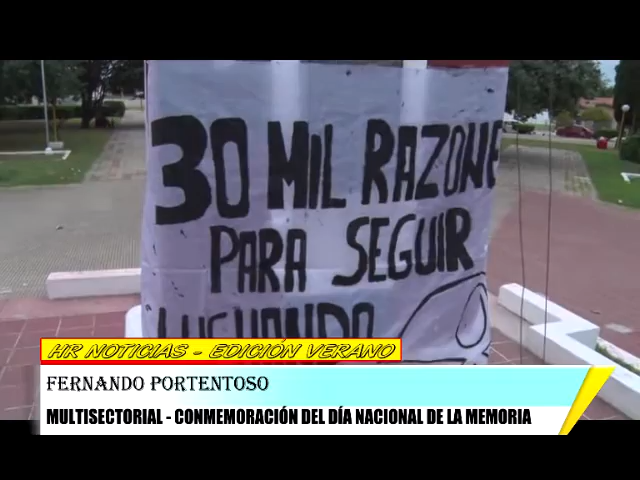 30 MIL RAZONE
PARA SEGUIR
LUCHANDO
HR NOTICIAS - EDICIÓN VERANO
FERNANDO PORTENTOSO
MULTISECTORIAL - CONMEMORACIÓN DEL DÍA NACIONAL DE LA MEMORIA